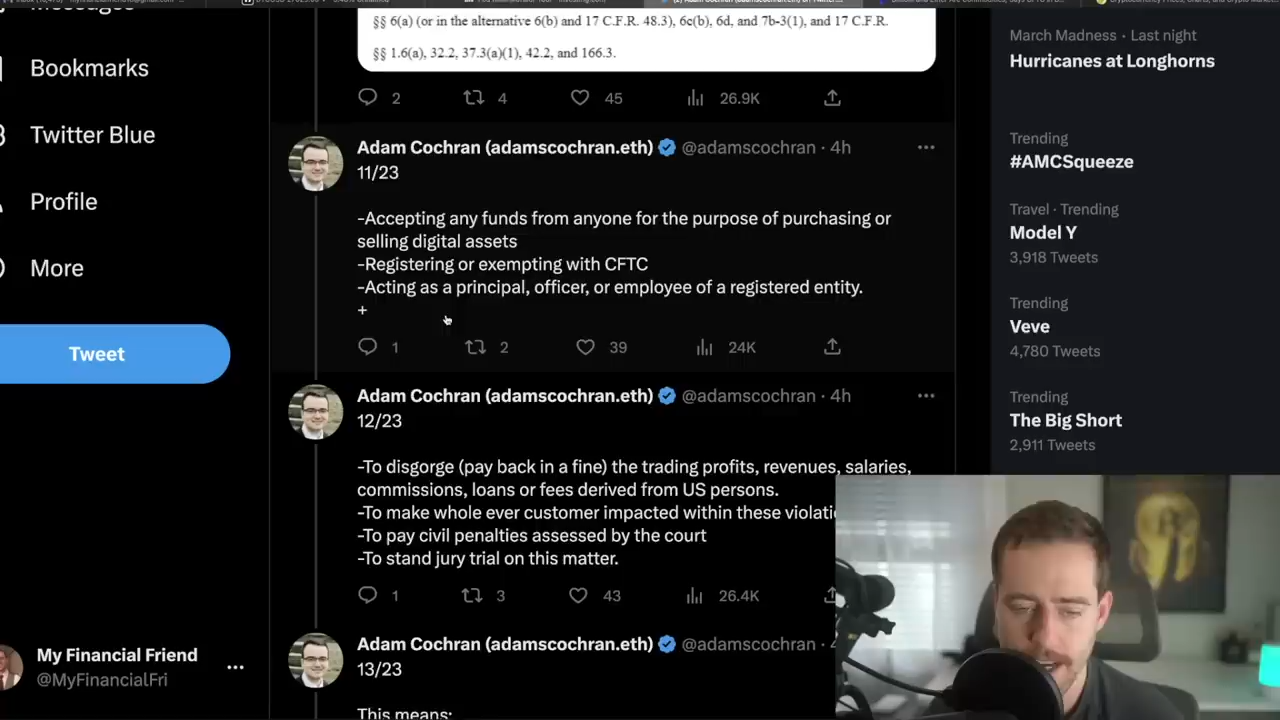 §§ 6(a) (or in the alternative 6(b) and 17 C.F.R. 48.3), 6c(b), 6d, and 7b-3(1), and 17 C.F.R.
§§ 1.6(a), 32.2, 37.3(a)(1), 42.2, and 166.3.
2 4 45 26.9K
Adam Cochran (adamscochran.eth) @adamscochran · 4h
11/23
-Accepting any funds from anyone for the purpose of purchasing or
selling digital assets
-Registering or exempting with CFTC
-Acting as a principal, officer, or employee of a registered entity.
+
1 2 39 24K
Adam Cochran (adamscochran.eth) @adamscochran · 4h
12/23
-To disgorge (pay back in a fine) the trading profits, revenues, salaries,
commissions, loans or fees derived from US persons.
-To make whole ever customer impacted within these
-To pay civil penalties assessed by the court
-To stand jury trial on this matter.
1 3 43 26.4K
Adam Cochran (adamscochran.eth) @adamscochran ·
13/23
This means:
Bookmarks
Twitter Blue
Profile
More
Tweet
My Financial Friend
@MyFinancialFri
March Madness · Last night
Hurricanes at Longhorns
Trending
#AMCSqueeze
Travel · Trending
Model Y
3,918 Tweets
Trending
Veve
4,780 Tweets
Trending
The Big Short
2,911 Tweets